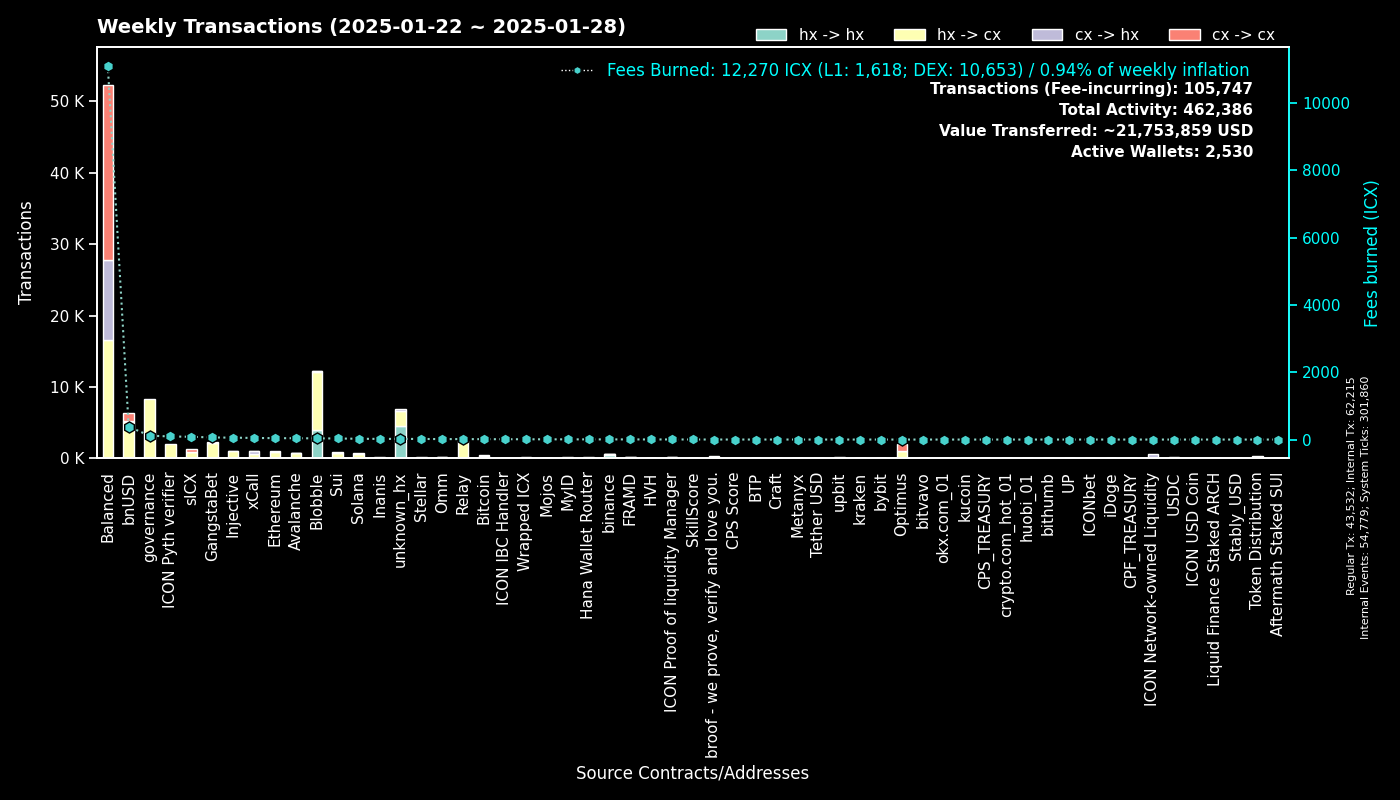 Weekly Transactions (2025-01-22 ~ 2025-01-28)
hx -> hx
hx -> cx
cx -> hx
cx -> cx
Fees Burned: 12,270 ICX (L1: 1,618; DEX: 10,653) / 0.94% of weekly inflation
Transactions (Fee-incurring): 105,747
Total Activity: 462,386
Value Transferred: ~21,753,859 USD
Active Wallets: 2,530
Transactions
50 K
40 K
30 K
20 K
10 K
0 K
10000
8000
6000
4000
2000
0
Fees burned (ICX)
Regular Tx: 43,532; Internal Tx: 62,215
Internal Events: 54,779; System Ticks: 301,860
Balanced
bnUSD
governance
ICON Pyth verifier
sICX
GangstaBet
Injective
xCall
Ethereum
Avalanche
Blobble
Sui
Solana
Inanis
unknown_hx
Stellar
Omm
Relay
Bitcoin
ICON IBC Handler
Wrapped ICX
Mojos
MyID
Hana Wallet Router
binance
FRAMD
HVH
ICON Proof of liquidity Manager
SkillScore
broof - we prove, verify and love you.
CPS Score
BTP
Craft
Metanyx
Tether USD
upbit
kraken
bybit
Optimus
bitvavo
okx.com_01
kucoin
CPS_TREASURY
crypto.com_hot_01
huobi_01
bithumb
UP
ICONbet
iDoge
CPF_TREASURY
ICON Network-owned Liquidity
USDC
ICON USD Coin
Liquid Finance Staked ARCH
Stably_USD
Token Distribution
Aftermath Staked SUI
Source Contracts/Addresses